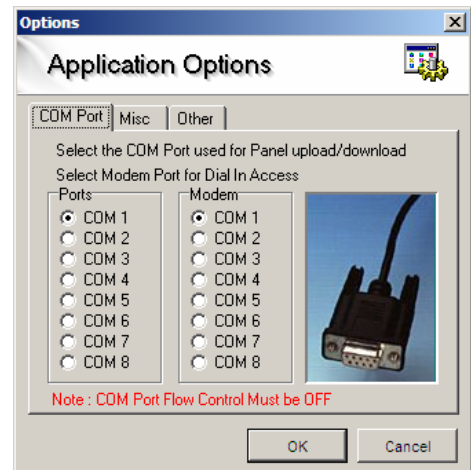 Options
Application Options
COM Port Misc Other
Select the COM Port used for Panel upload/download
Select Modem Port for Dial In Access
Ports Modem
COM 1 COM 1
COM 2 COM 2
COM 3 COM 3
COM 4 COM 4
COM 5 COM 5
COM 6 COM 6
COM 7 COM 7
COM 8 COM 8
Note : COM Port Flow Control Must be OFF
OK Cancel